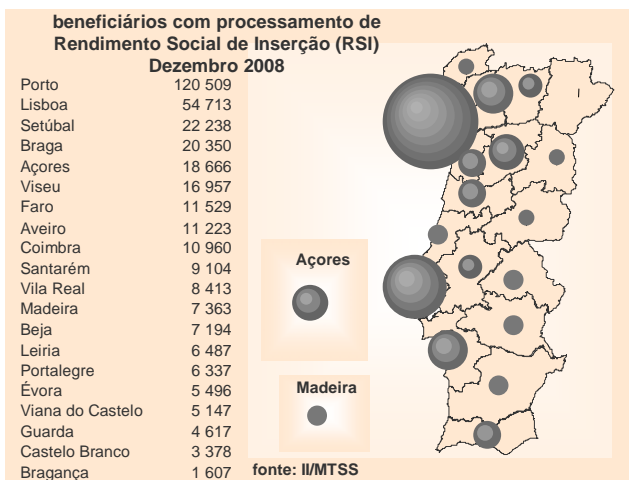 beneficiários com processamento de
Rendimento Social de Inserção (RSI)
Dezembro 2008
Porto 120 509
Lisboa 54 713
Setúbal 22 238
Braga 20 350
Açores 18 666
Viseu 16 957
Faro 11 529
Aveiro 11 223
Coimbra 10 960
Santarém 9 104
Vila Real 8 413
Madeira 7 363
Beja 7 194
Leiria 6 487
Portalegre 6 337
Évora 5 496
Viana do Castelo 5 147
Guarda 4 617
Castelo Branco 3 378
Bragança 1 607
Açores
Madeira
fonte: II/MTSS